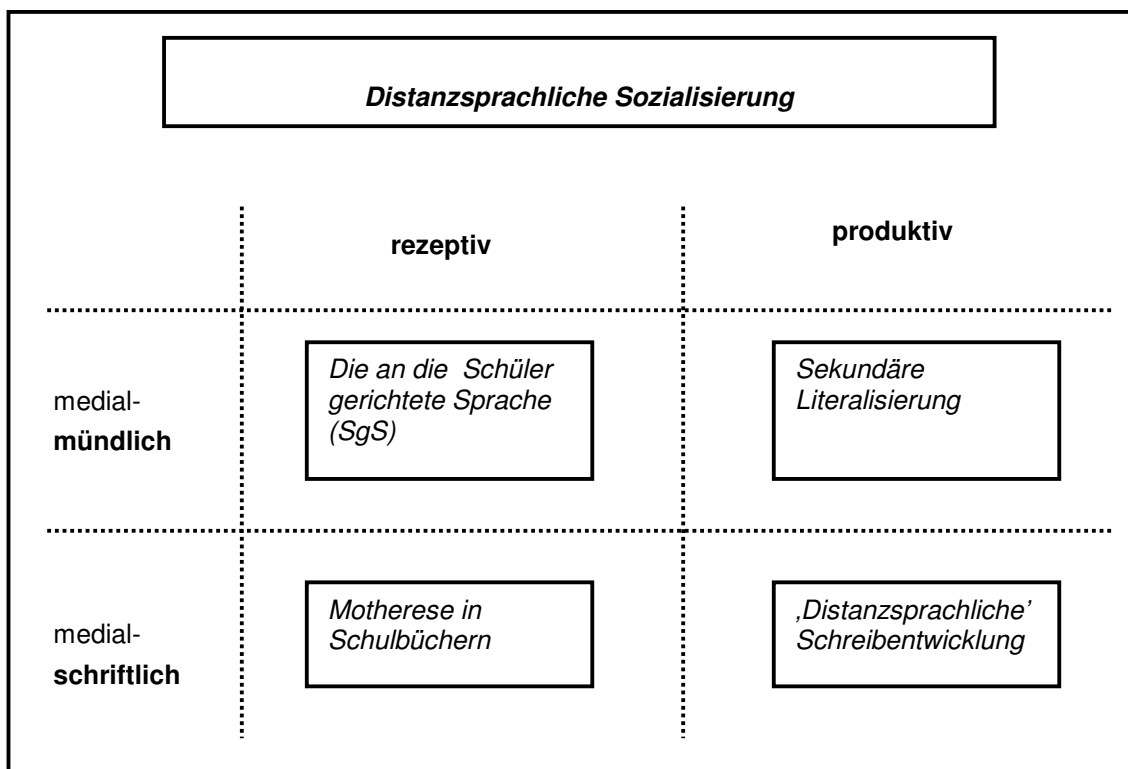 Distanzsprachliche Sozialisierung
rezeptiv
produktiv
medial-
mündlich
Die an die Schüler
gerichtete Sprache
(SgS)
Sekundäre
Literalisierung
medial-
schriftlich
Motherese in
Schulbüchern
‚Distanzsprachliche’
Schreibentwicklung